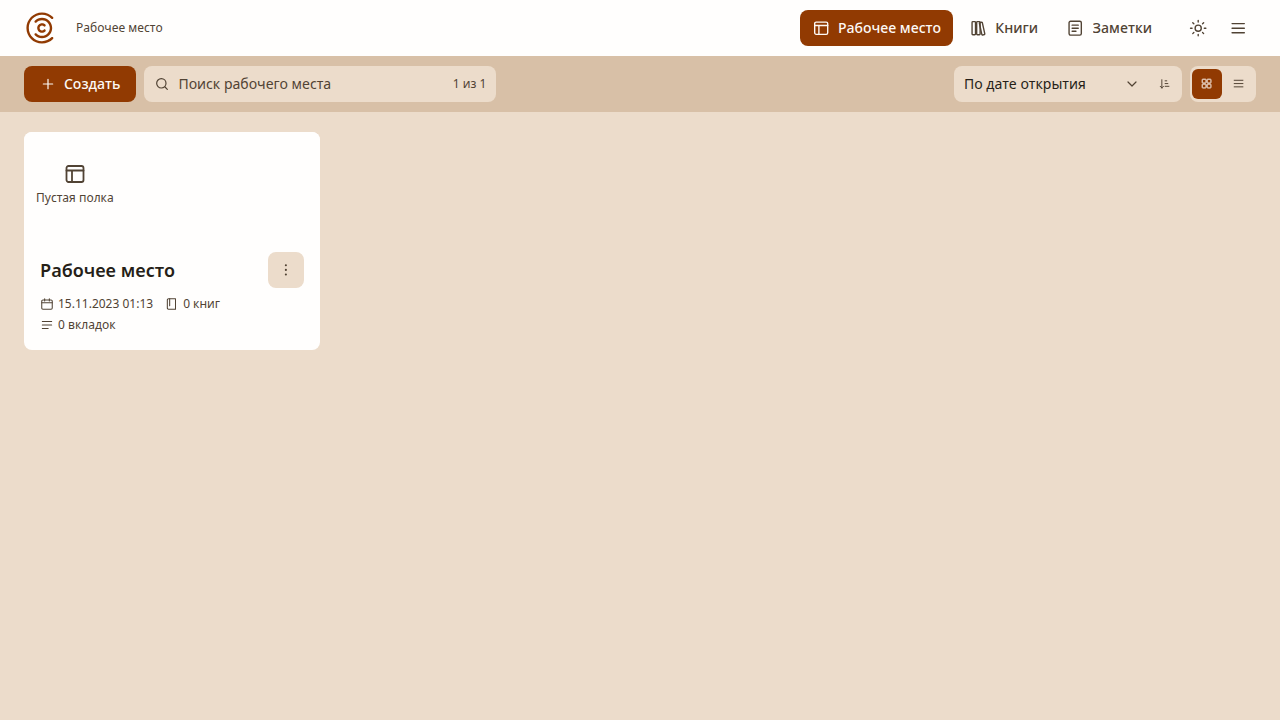 Рабочее место
Рабочее место
Книги
Заметки
Создать
Поиск рабочего места
1 из 1
По дате открытия
Пустая полка
Рабочее место
15.11.2023 01:13
0 книг
0 вкладок